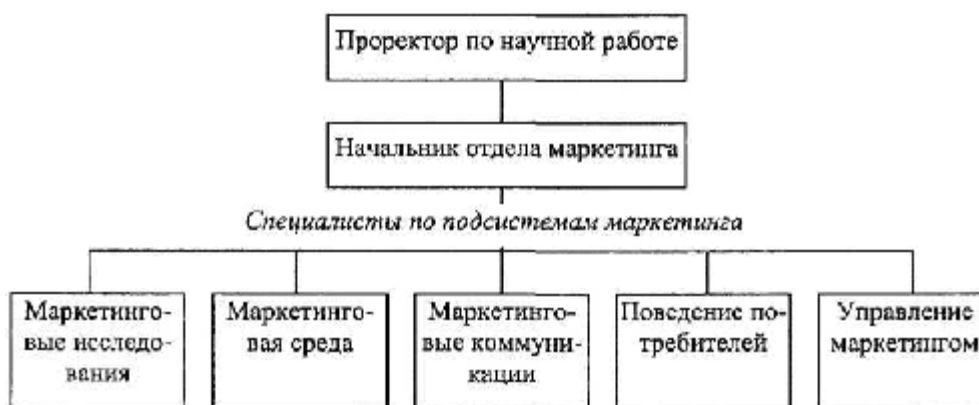 Проректор по научной работе
Начальник отдела маркетинга
Специалисты по подсистемам маркетинга
Маркетинго-
вые исследо-
вания
Маркетинго-
вая среда
Маркетинго-
вые коммуни-
кации
Поведение по-
требителей
Управление
маркетингом